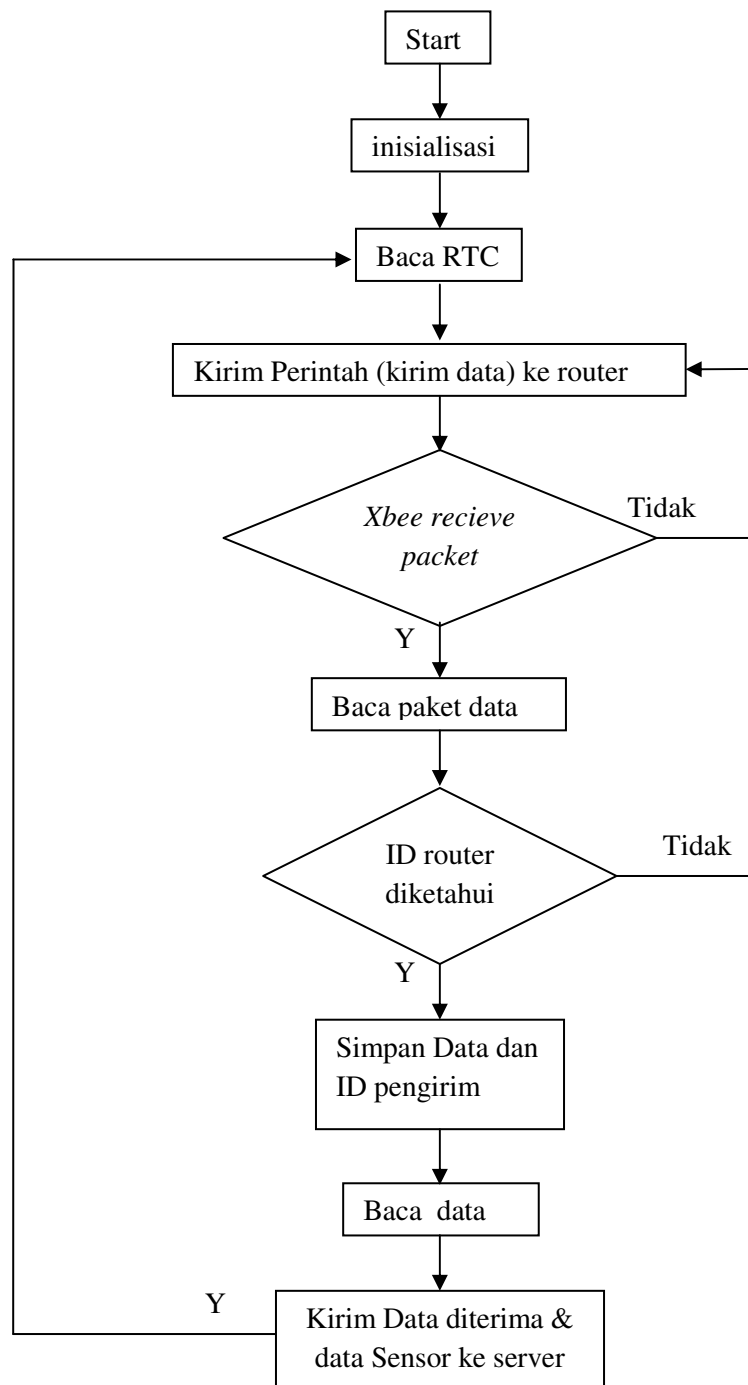 Start
inisialisasi
Baca RTC
Kirim Perintah (kirim data) ke router
Xbee recieve
packet
Tidak
Y
Baca paket data
ID router
diketahui
Tidak
Y
Simpan Data dan
ID pengirim
Baca data
Y
Kirim Data diterima &
data Sensor ke server